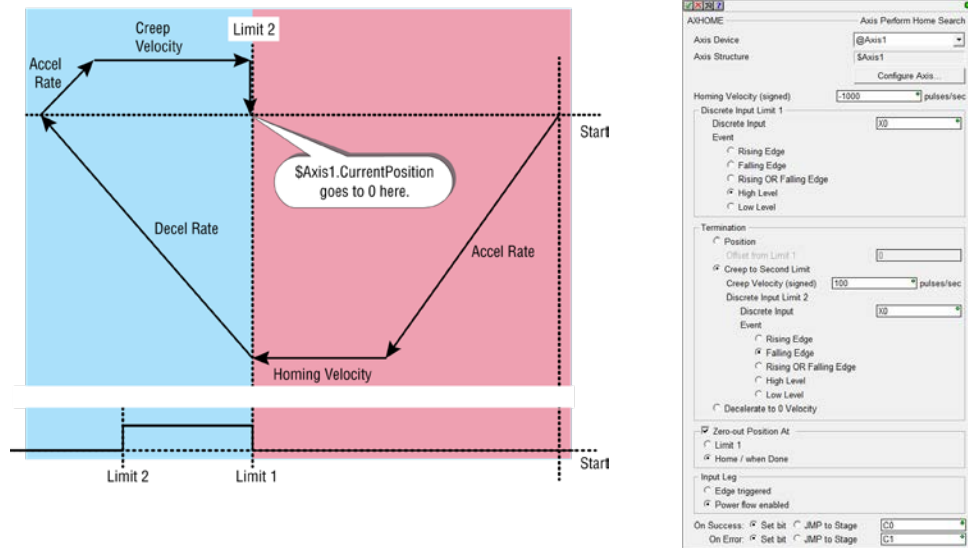 Creep
Velocity
Limit 2
Accel
Rate
Start
$Axis1.CurrentPosition
goes to 0 here.
Decel Rate
Accel Rate
Homing Velocity
Start
Limit 2
Limit 1
AXHOME
Axis Perform Home Search
Axis Device
@Axis1
Axis Structure
$Axis1
Configure Axis...
Homing Velocity (signed)
-1000
pulses/sec
Discrete Input Limit 1
Discrete Input
X0
Event
Rising Edge
Falling Edge
Rising OR Falling Edge
High Level
Low Level
Termination
Position
Offset from Limit 1
0
Creep to Second Limit
Creep Velocity (signed)
100
pulses/sec
Discrete Input Limit 2
Discrete Input
X0
Event
Rising Edge
Falling Edge
Rising OR Falling Edge
High Level
Low Level
Decelerate to 0 Velocity
Zero-out Position At
Limit 1
Home / when Done
Input Leg
Edge triggered
Power flow enabled
On Success: Set bit JMP to Stage C0
On Error: Set bit JMP to Stage C1